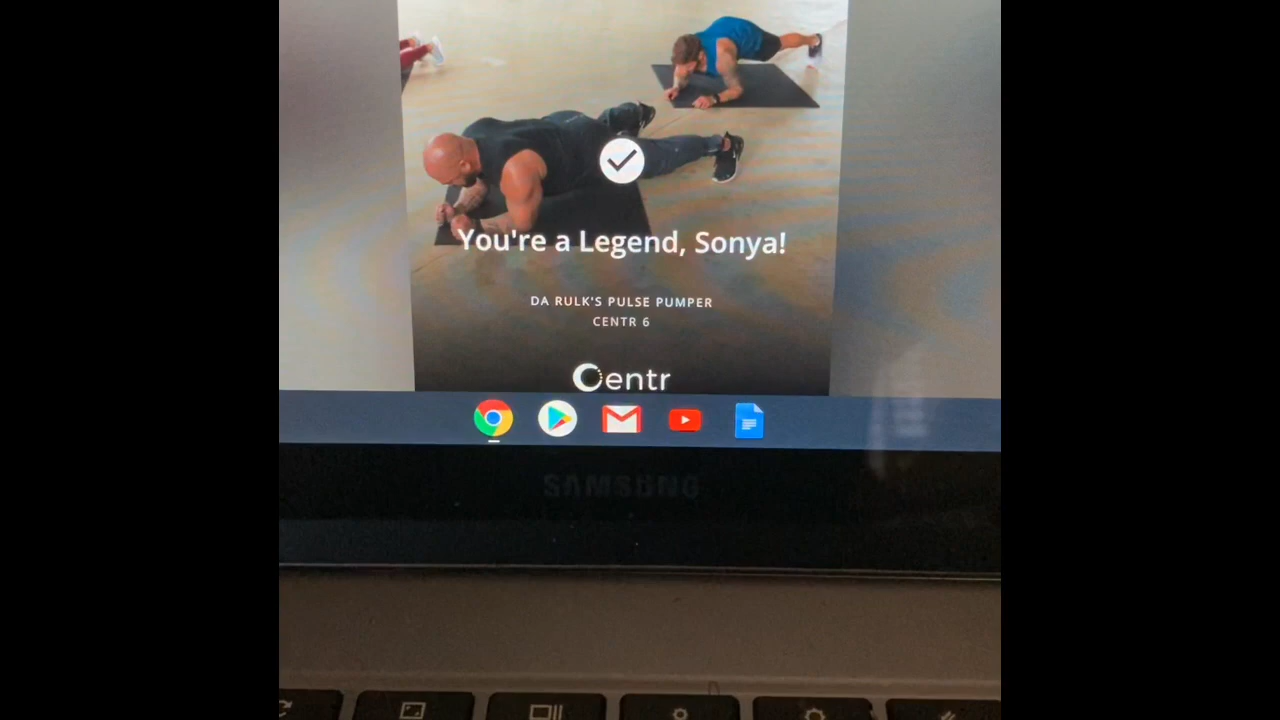 You're a Legend, Sonya!
DA RULK'S PULSE PUMPER
CENTR 6
Centr
SAMSUNG